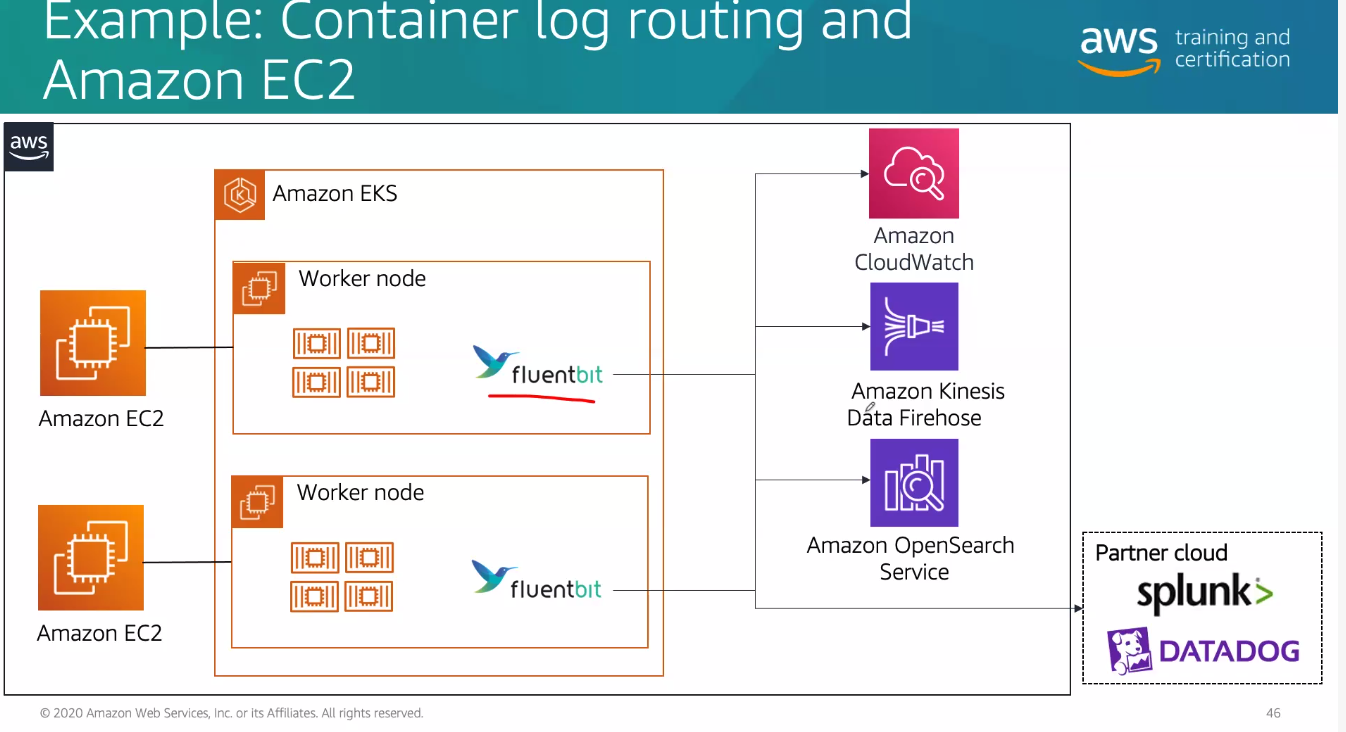 Example: Container log routing and
Amazon EC2
aws training and
certification
aws
Amazon EKS
Worker node
fluentbit
Amazon EC2
Worker node
fluentbit
Amazon EC2
Amazon
CloudWatch
Amazon Kinesis
Data Firehose
Amazon OpenSearch
Service
Partner cloud
splunk>
DATADOG
© 2020 Amazon Web Services, Inc. or its Affiliates. All rights reserved.
46